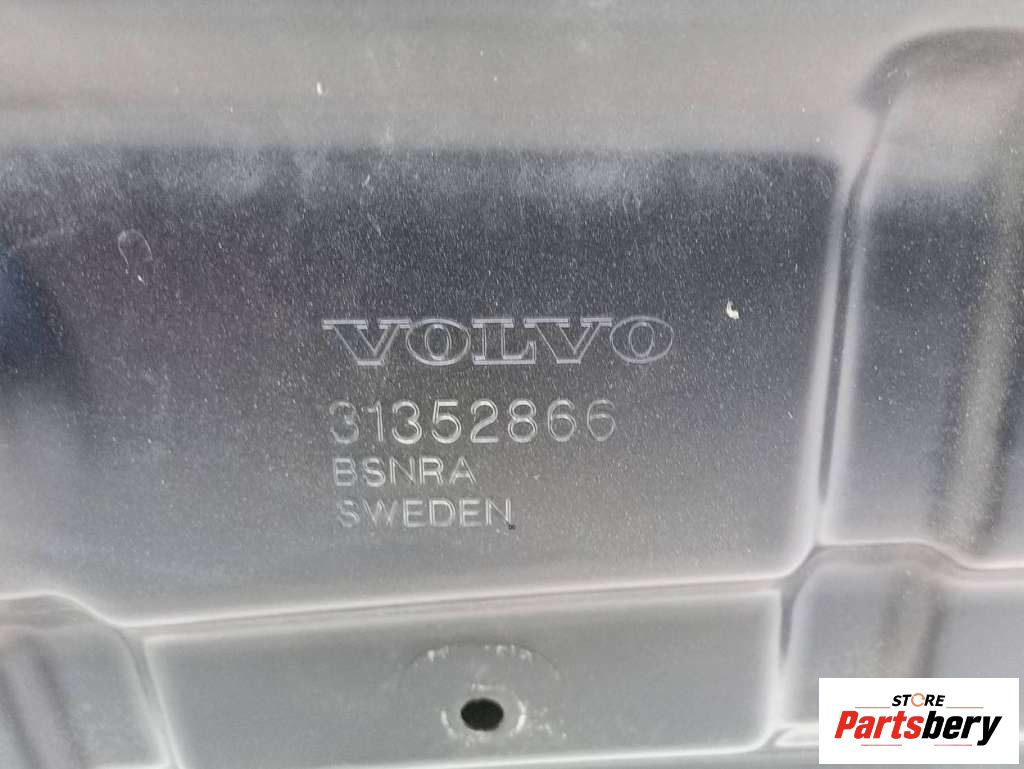 VOLVO
31352866
BSNRA
SWEDEN
STORE
Partsbery